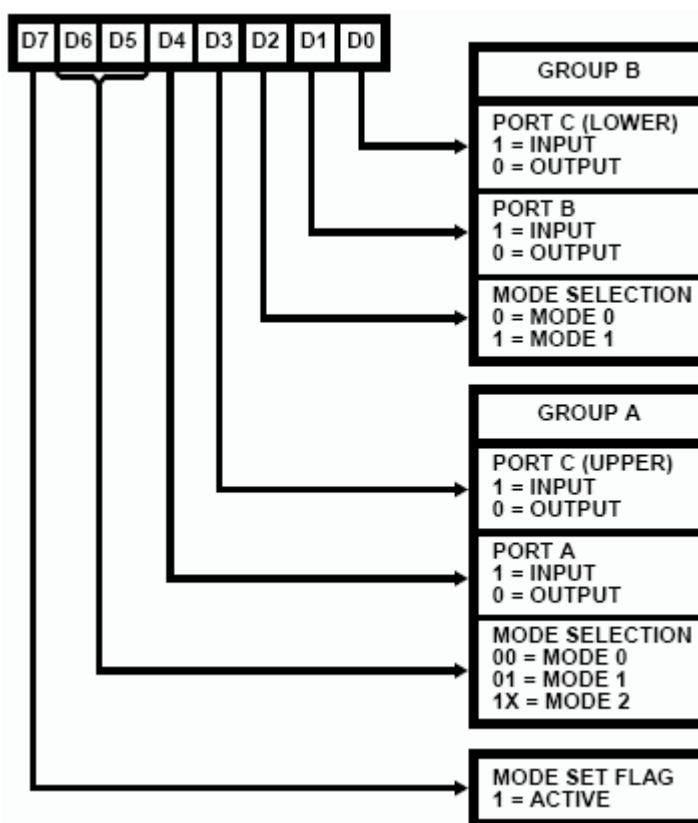 D7 D6 D5 D4 D3 D2 D1 D0
GROUP B
PORT C (LOWER)
1 = INPUT
0 = OUTPUT
PORT B
1 = INPUT
0 = OUTPUT
MODE SELECTION
0 = MODE 0
1 = MODE 1
GROUP A
PORT C (UPPER)
1 = INPUT
0 = OUTPUT
PORT A
1 = INPUT
0 = OUTPUT
MODE SELECTION
00 = MODE 0
01 = MODE 1
1X = MODE 2
MODE SET FLAG
1 = ACTIVE